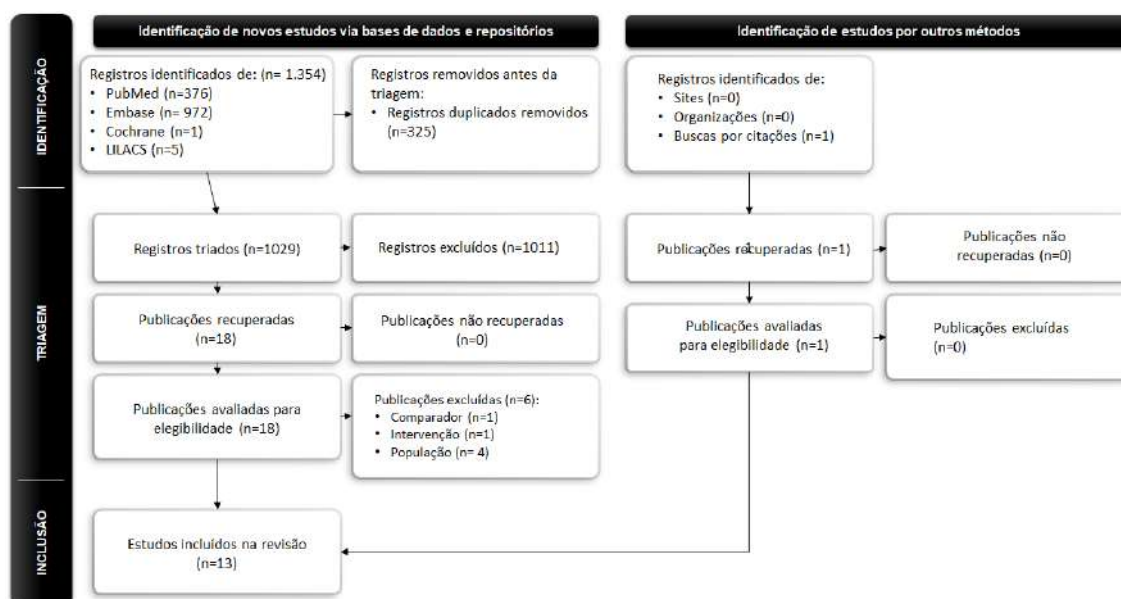 Identificação de novos estudos via bases de dados e repositórios
Identificação de estudos por outros métodos
IDENTIFICAÇÃO
Registros identificados de: (n= 1.354)
• PubMed (n=376)
• Embase (n= 972)
• Cochrane (n=1)
• LILACS (n=5)
Registros removidos antes da
triagem:
• Registros duplicados removidos
(n=325)
Registros identificados de:
• Sites (n=0)
• Organizações (n=0)
• Buscas por citações (n=1)
TRIAGEM
Registros triados (n=1029)
Registros excluídos (n=1011)
Publicações recuperadas (n=1)
Publicações não
recuperadas (n=0)
Publicações recuperadas
(n=18)
Publicações não recuperadas
(n=0)
Publicações avaliadas
para elegibilidade (n=1)
Publicações excluídas
(n=0)
Publicações avaliadas para
elegibilidade (n=18)
Publicações excluídas (n=6):
• Comparador (n=1)
• Intervenção (n=1)
• População (n= 4)
INCLUSÃO
Estudos incluídos na revisão
(n=13)